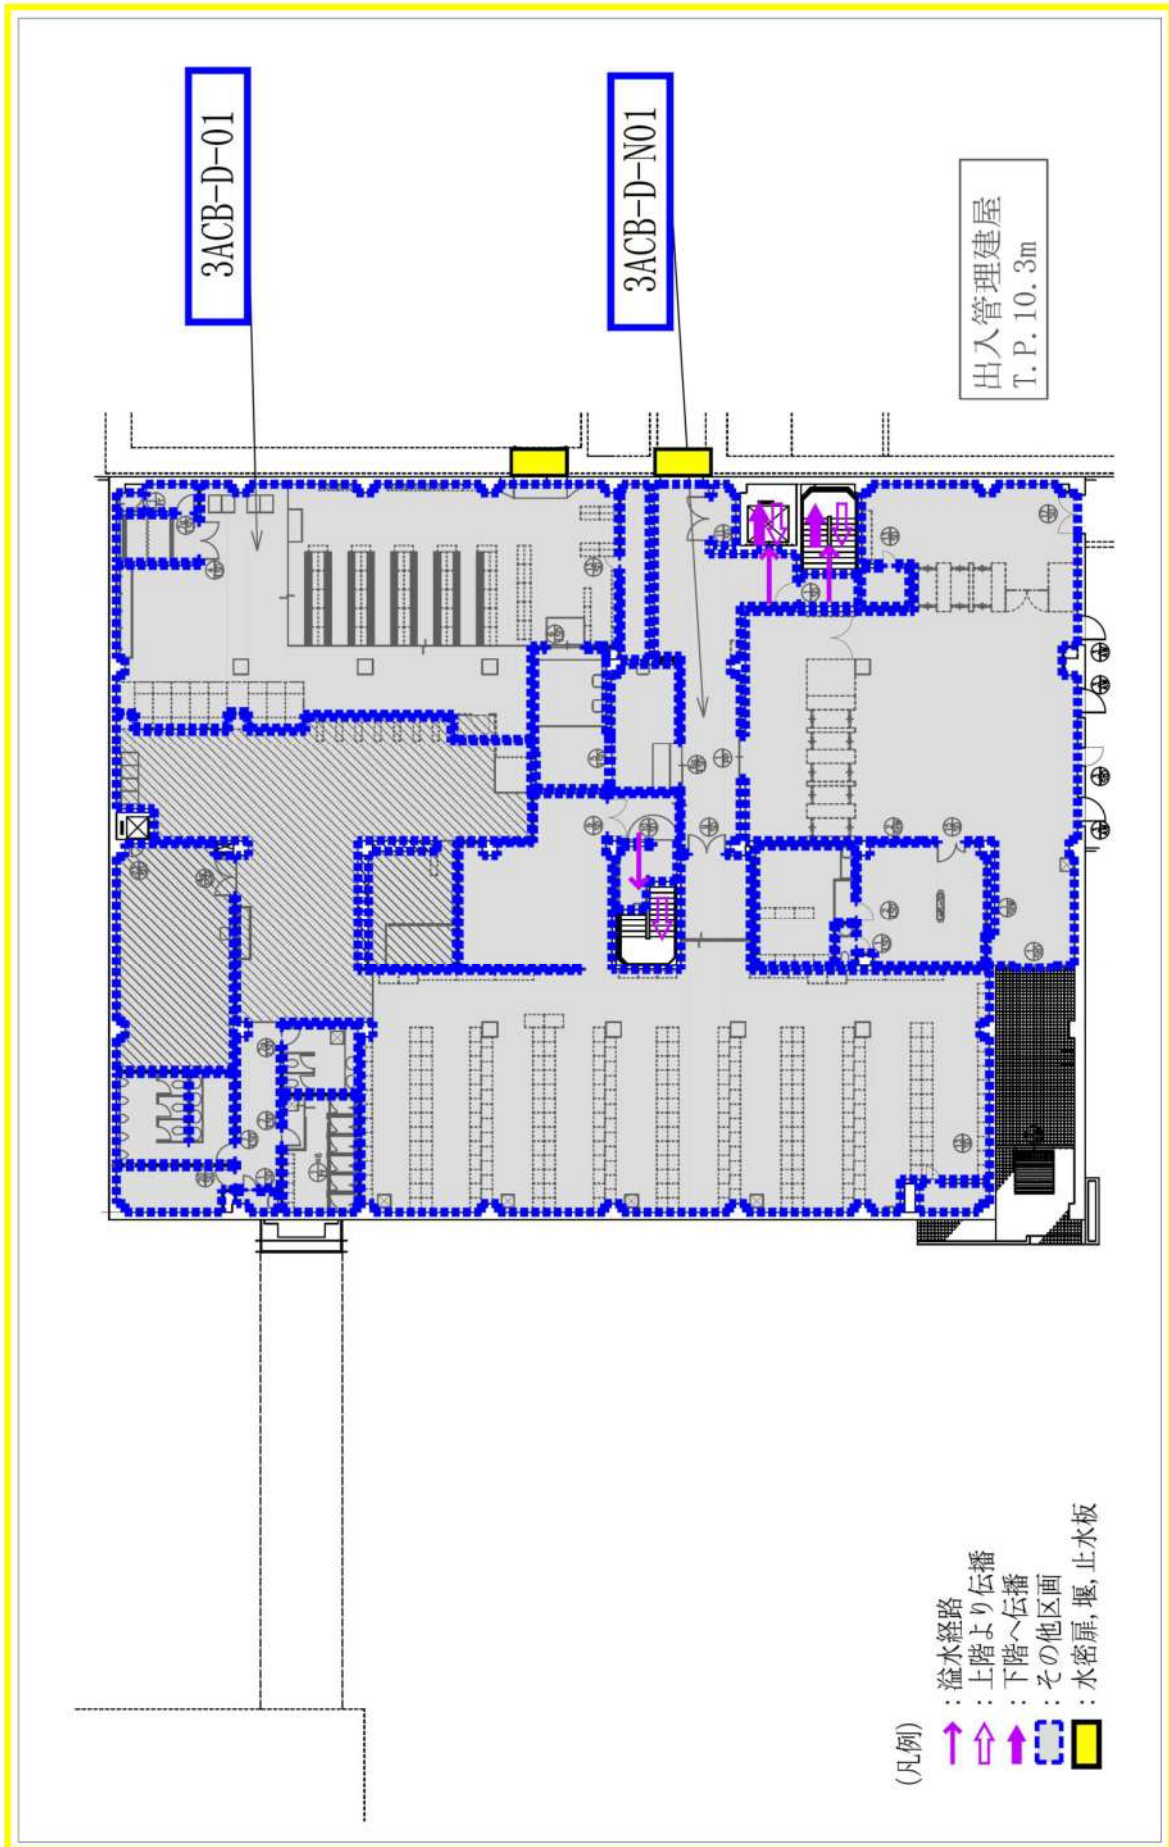 3ACB-D-01
3ACB-D-N01
出入管理建屋
T.P.10.3m
(凡例)
：溢水経路
：上階より伝播
：下階へ伝播
：その他区画
：水密扉,堰,止水板